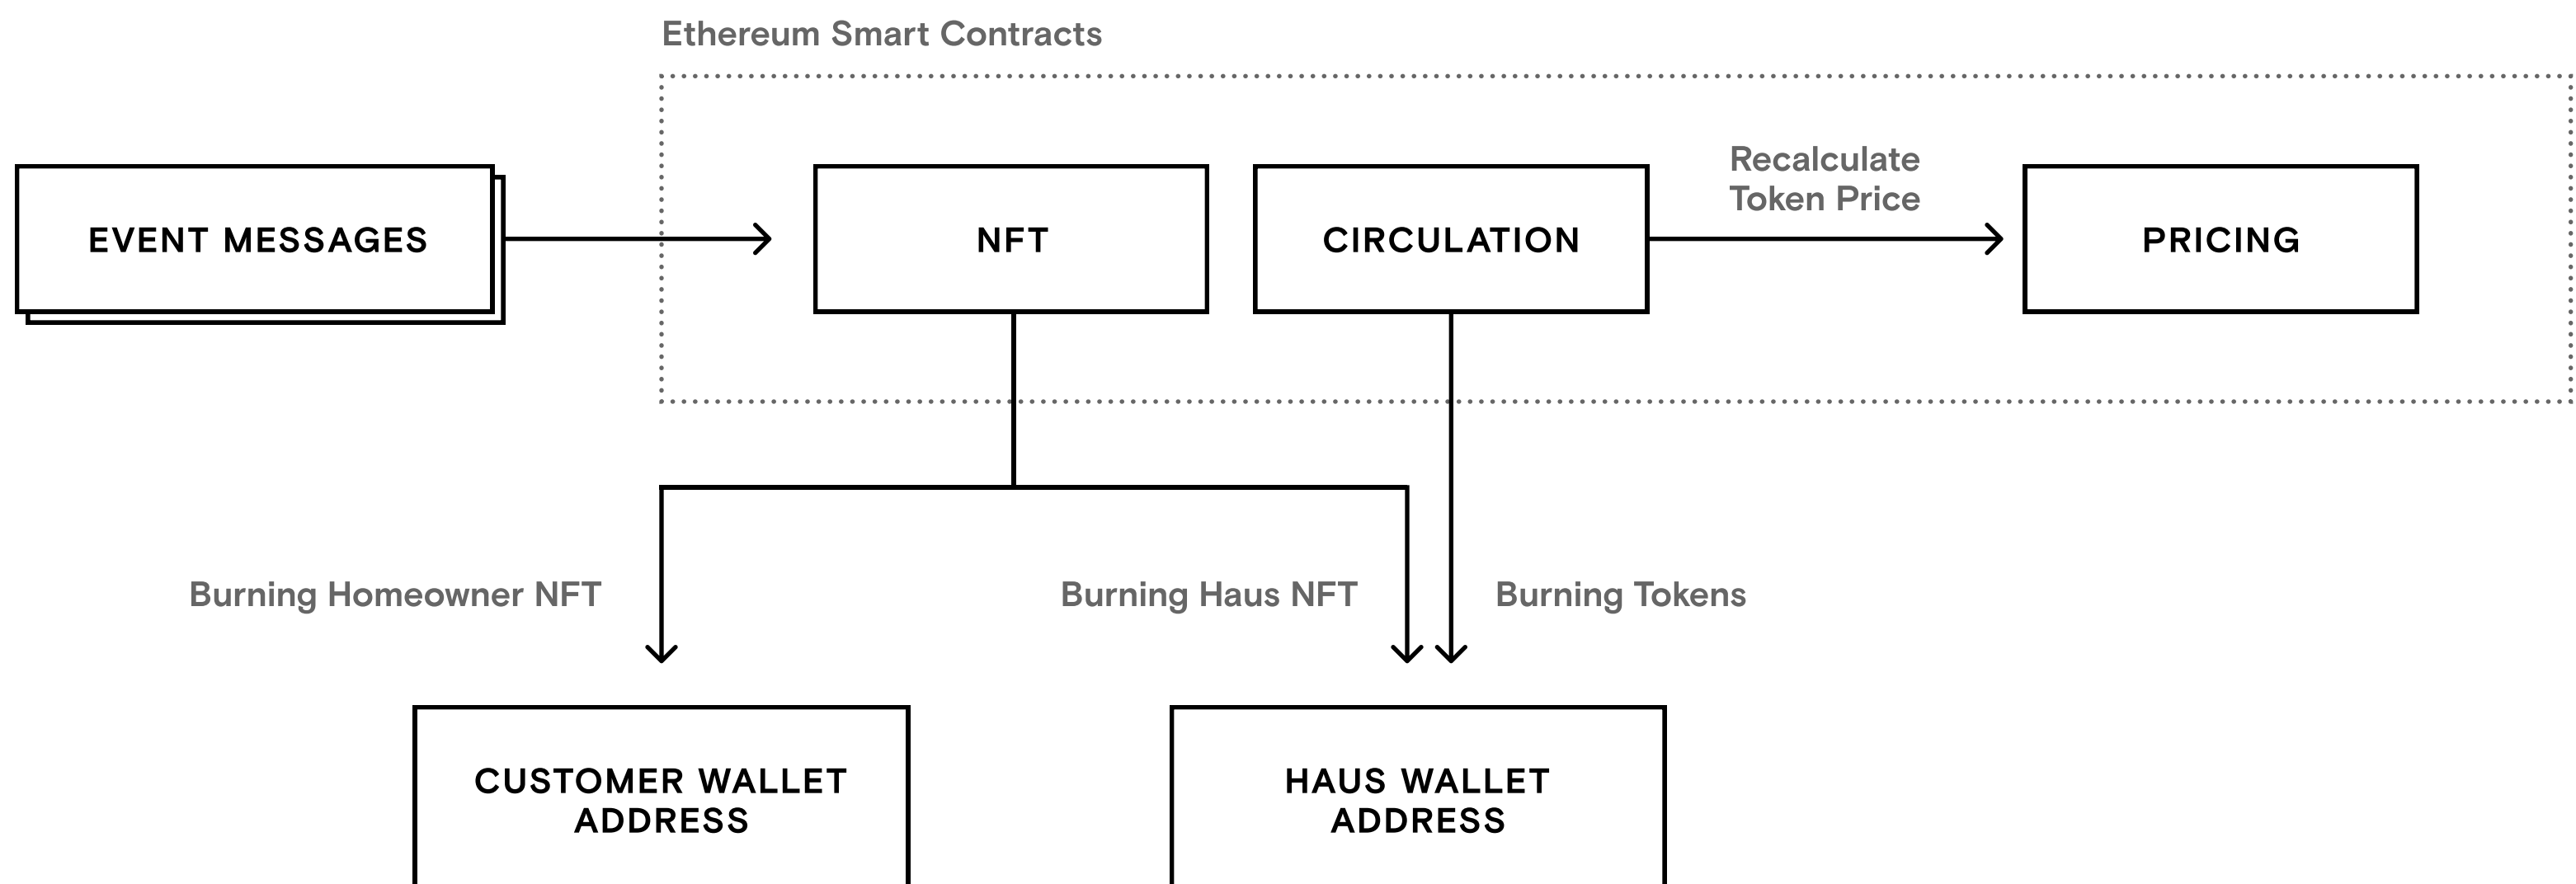 Ethereum Smart Contracts
Recalculate
Token Price
EVENT MESSAGES
NFT
CIRCULATION
PRICING
Burning Homeowner NFT
Burning Haus NFT
Burning Tokens
CUSTOMER WALLET
ADDRESS
HAUS WALLET
ADDRESS